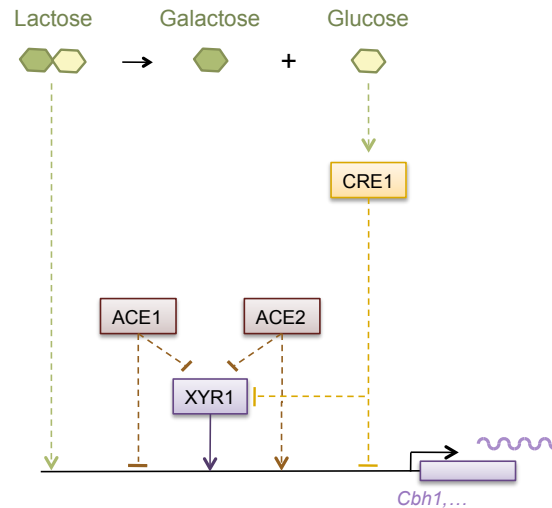 Lactose Galactose Glucose
+
CRE1
ACE1 ACE2
XYR1
Cbh1,...